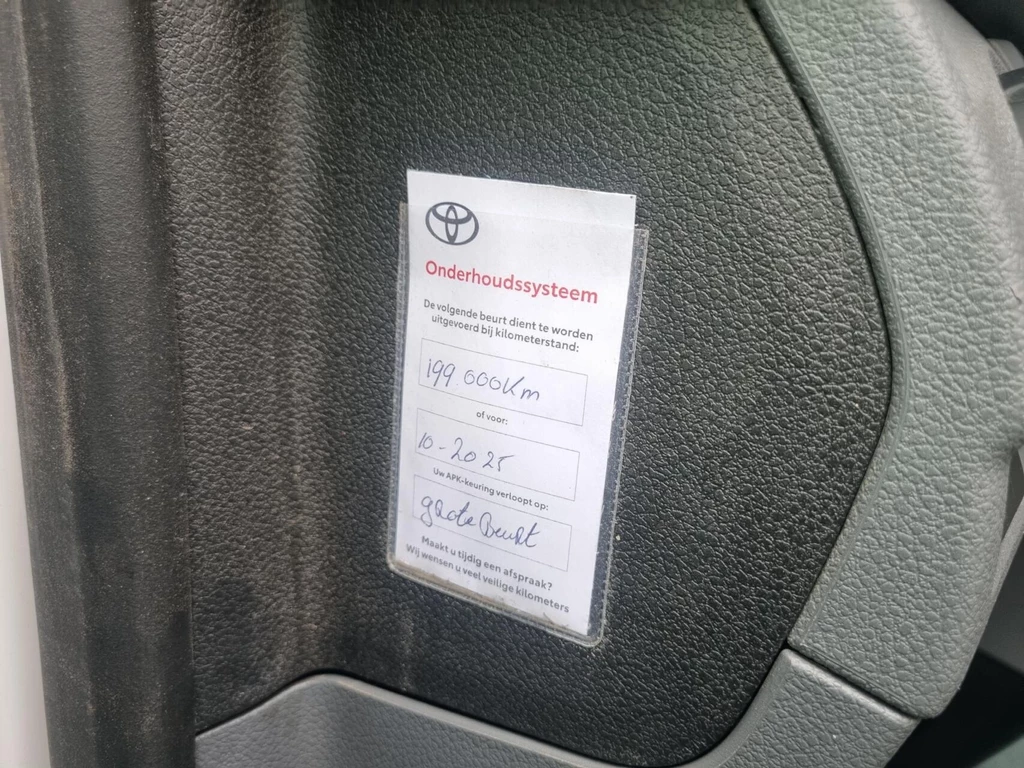 Onderhoudssysteem
De volgende beurt dient te worden
uitgevoerd bij kilometerstand:
199.000Km
of voor:
10-2025
Uw APK-keuring verloopt op:
grote Beurt
Maakt u tijdig een afspraak?
Wij wensen u veel veilige kilometers